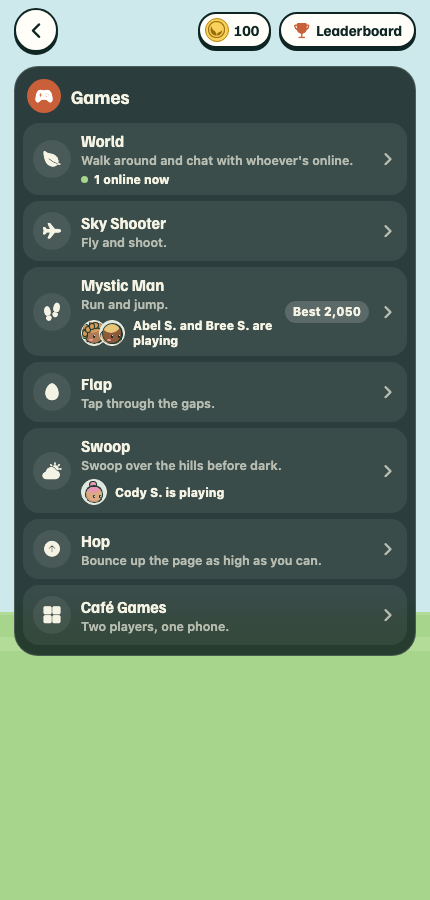 100
Leaderboard
Games
World
Walk around and chat with whoever's online.
1 online now
Sky Shooter
Fly and shoot.
Mystic Man
Run and jump.
Abel S. and Bree S. are
playing
Best 2,050
Flap
Tap through the gaps.
Swoop
Swoop over the hills before dark.
Cody S. is playing
Hop
Bounce up the page as high as you can.
Café Games
Two players, one phone.